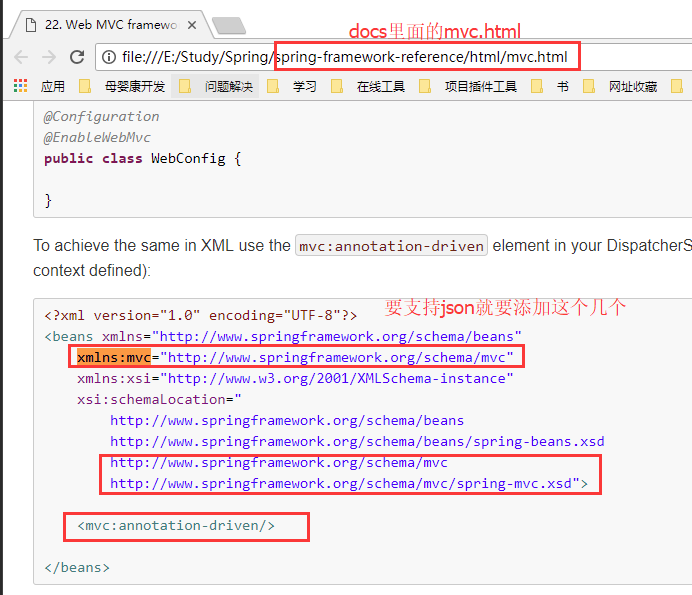 22. Web MVC framewo
docs里面的mvc.html
file:///E:/Study/Spring/spring-framework-reference/html/mvc.html
应用 母婴康开发 问题解决 学习 在线工具 项目插件工具 书 网址收藏
@Configuration
@EnableWebMvc
public class WebConfig {
}
To achieve the same in XML use the mvc:annotation-driven element in your DispatcherS
context defined):
要支持json就要添加这个几个
<?xml version="1.0" encoding="UTF-8"?>
<beans xmlns="http://www.springframework.org/schema/beans"
xmlns:mvc="http://www.springframework.org/schema/mvc"
xmlns:xsi="http://www.w3.org/2001/XMLSchema-instance"
xsi:schemaLocation="
http://www.springframework.org/schema/beans
http://www.springframework.org/schema/beans/spring-beans.xsd
http://www.springframework.org/schema/mvc
http://www.springframework.org/schema/mvc/spring-mvc.xsd">
<mvc:annotation-driven/>
</beans>